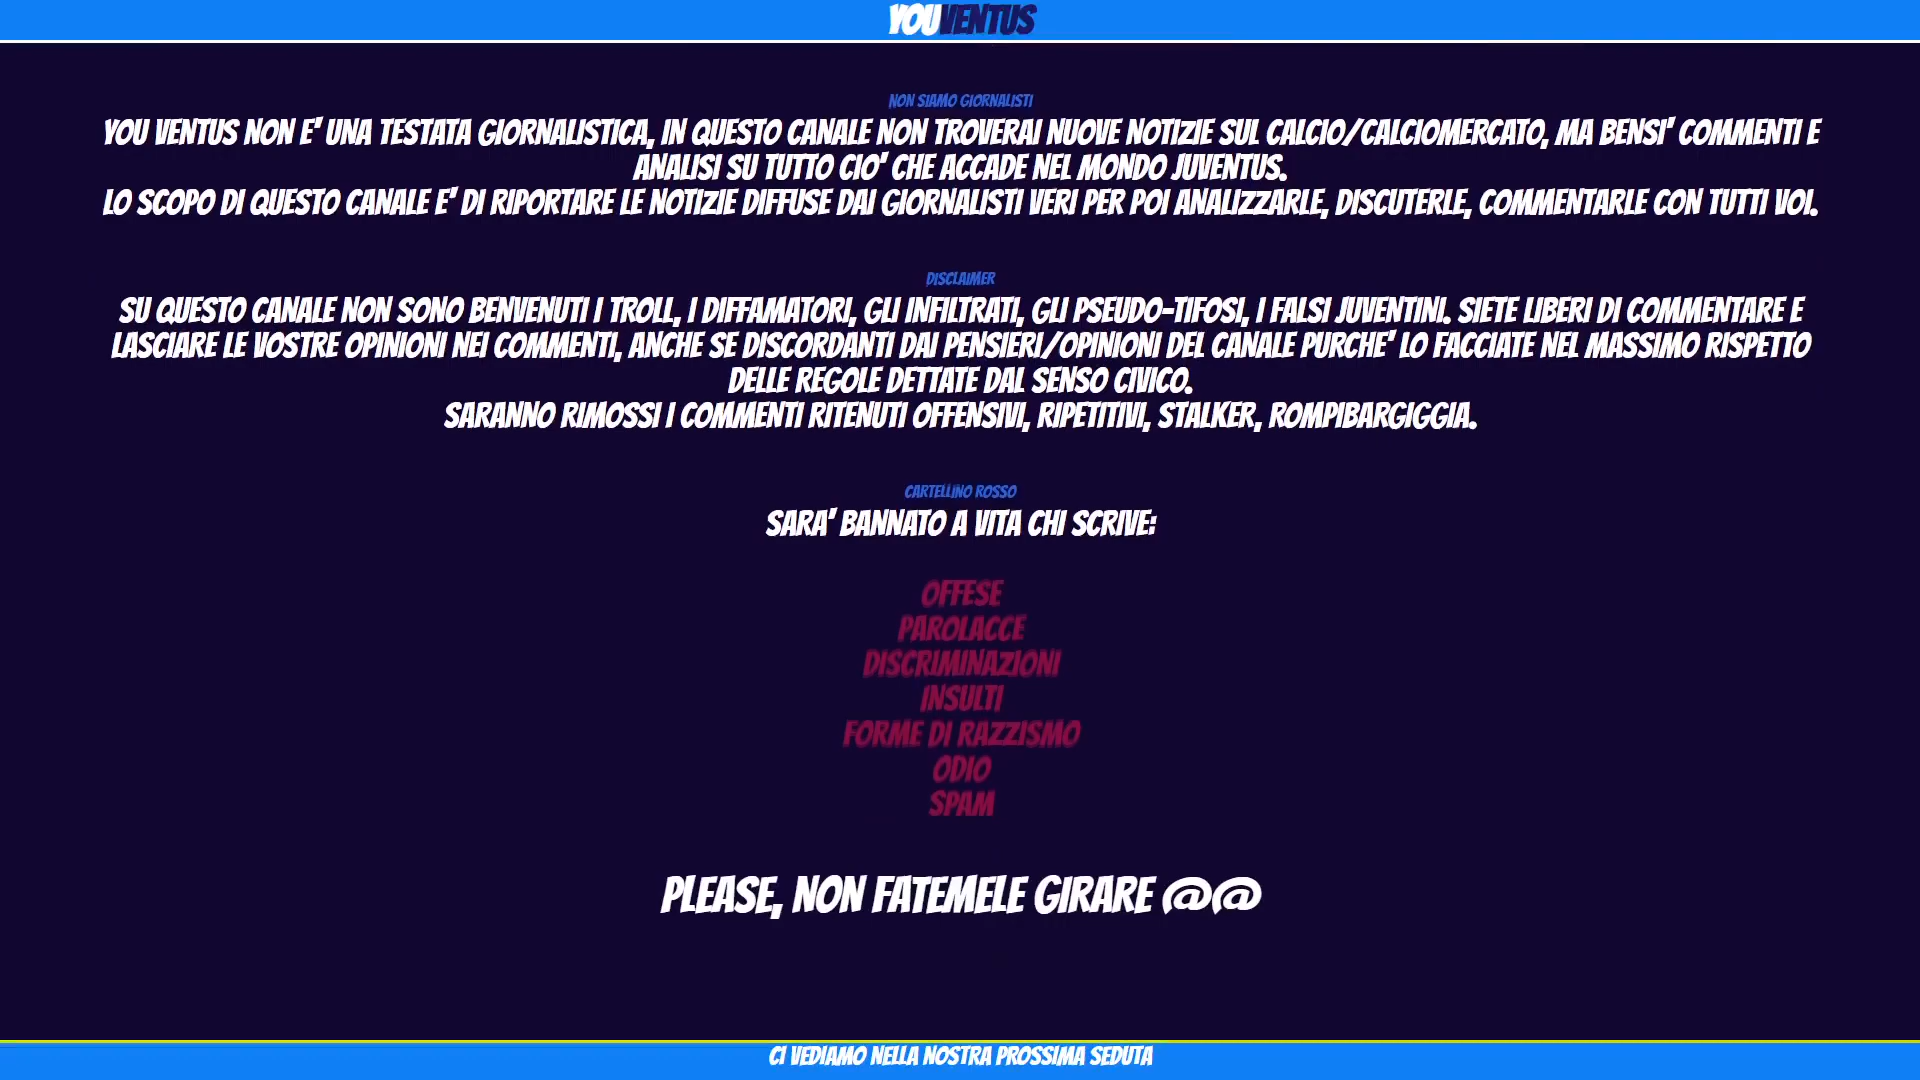 YOUVENTUS
NON SIAMO GIORNALISTI
YOU VENTUS NON E' UNA TESTATA GIORNALISTICA, IN QUESTO CANALE NON TROVERAI NUOVE NOTIZIE SUL CALCIO/CALCIOMERCATO, MA BENSI' COMMENTI E
ANALISI SU TUTTO CIO' CHE ACCADE NEL MONDO JUVENTUS.
LO SCOPO DI QUESTO CANALE E' DI RIPORTARE LE NOTIZIE DIFFUSE DAI GIORNALISTI VERI PER POI ANALIZZARLE, DISCUTERLE, COMMENTARLE CON TUTTI VOI.
DISCLAIMER
SU QUESTO CANALE NON SONO BENVENUTI I TROLL, I DIFFAMATORI, GLI INFILTRATI, GLI PSEUDO-TIFOSI, I FALSI JUVENTINI. SIETE LIBERI DI COMMENTARE E
LASCIARE LE VOSTRE OPINIONI NEI COMMENTI, ANCHE SE DISCORDANTI DAI PENSIERI/OPINIONI DEL CANALE PURCHE' LO FACCIATE NEL MASSIMO RISPETTO
DELLE REGOLE DETTATE DAL SENSO CIVICO.
SARANNO RIMOSSI I COMMENTI RITENUTI OFFENSIVI, RIPETITIVI, STALKER, ROMPIBARGIGGIA.
CARTELLINO ROSSO
SARA' BANNATO A VITA CHI SCRIVE:
OFFESE
PAROLACCE
DISCRIMINAZIONI
INSULTI
FORME DI RAZZISMO
ODIO
SPAM
PLEASE, NON FATEMELE GIRARE @@
CI VEDIAMO NELLA NOSTRA PROSSIMA SEDUTA